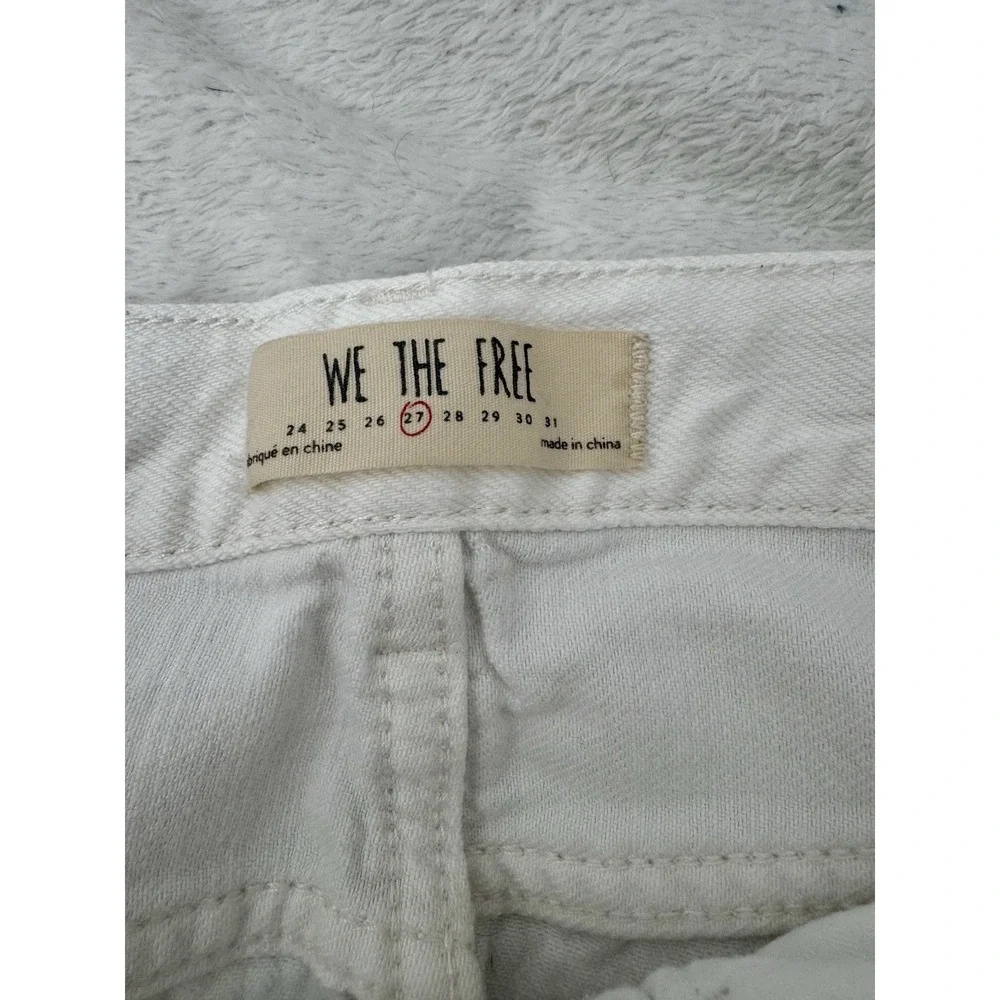 WE THE FREE
24 25 26 27 28 29 30 31
briqué en chine
made in china